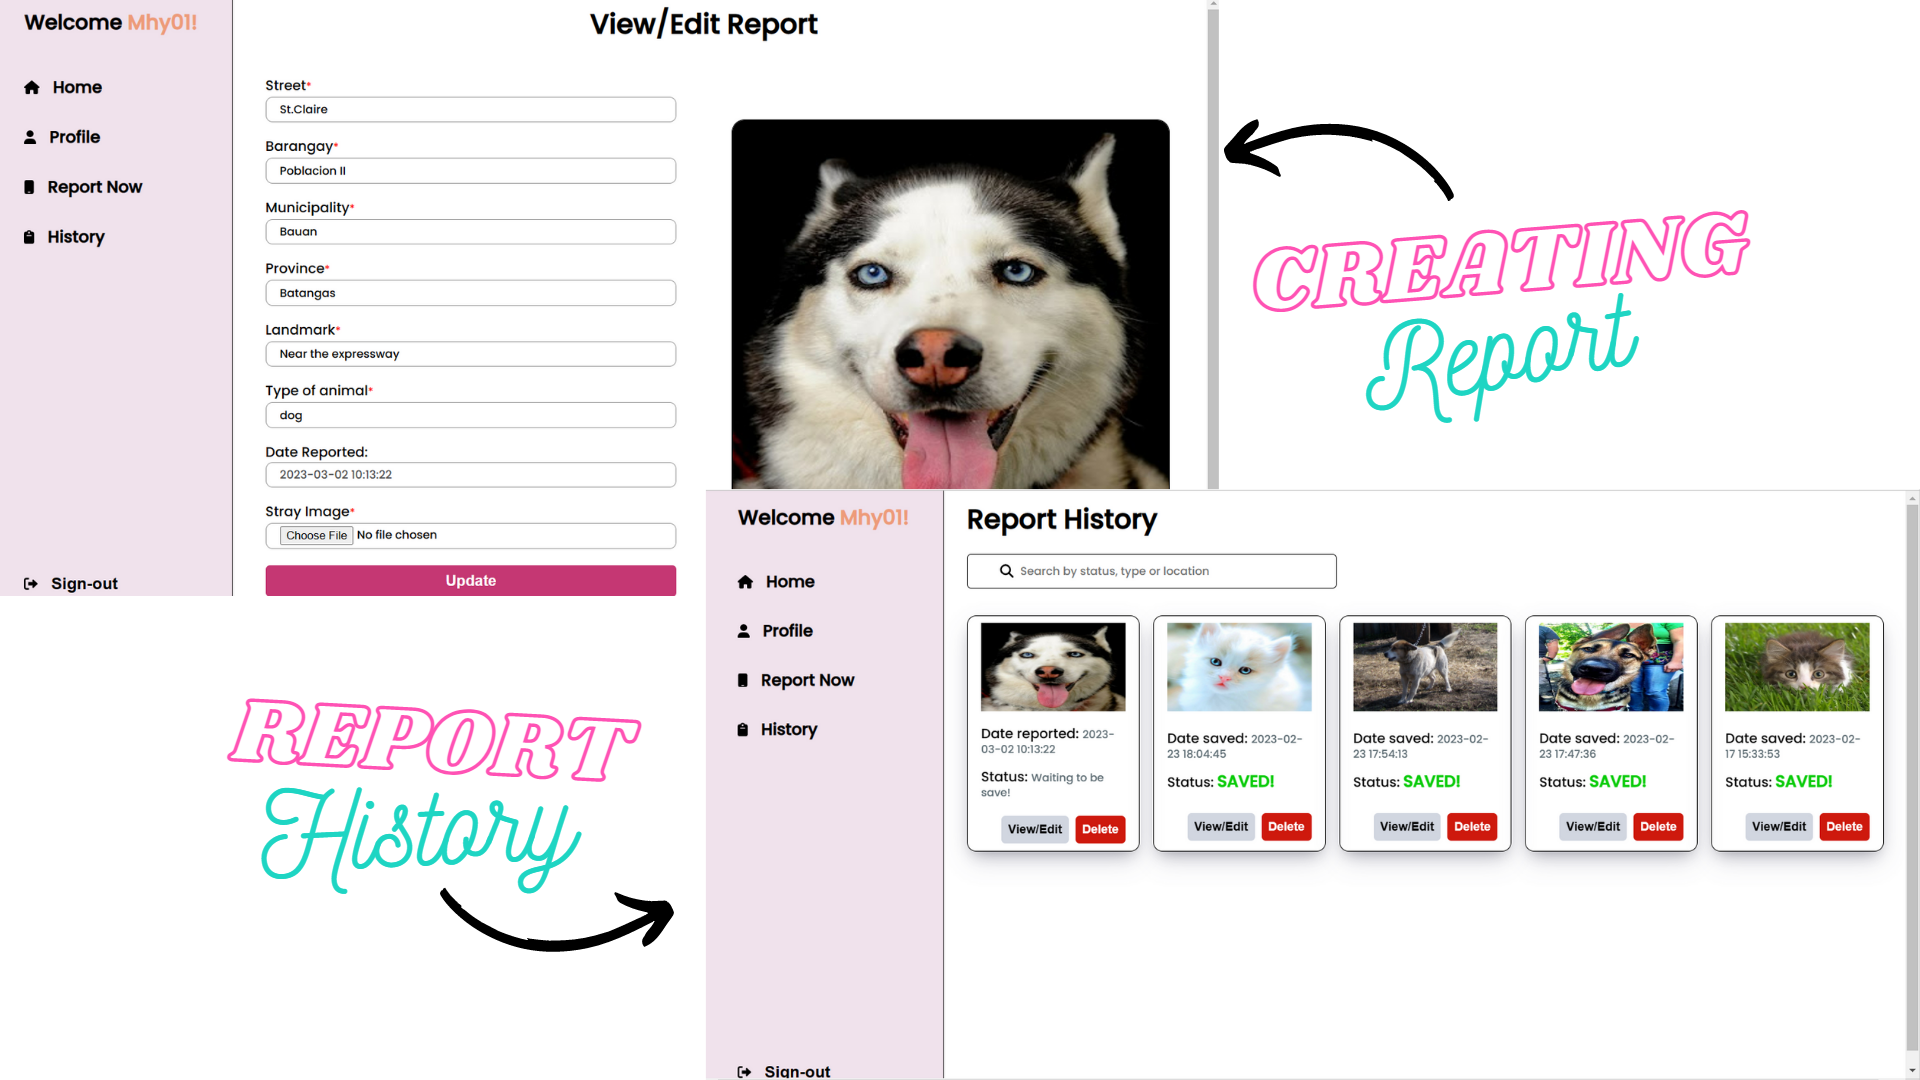 Welcome Mhy01!
Home
Profile
Report Now
History
Sign-out
View/Edit Report
Street*
St.Claire
Barangay*
Poblacion II
Municipality*
Bauan
Province*
Batangas
Landmark*
Near the expressway
Type of animal*
dog
Date Reported:
2023-03-02 10:13:22
Stray Image*
Choose File No file chosen
Update
CREATING
Report
REPORT
History
Welcome Mhy01!
Home
Profile
Report Now
History
Sign-out
Report History
Search by status, type or location
Date reported: 2023-
03-02 10:13:22
Status: Waiting to be
save!
View/Edit Delete
Date saved: 2023-02-
23 18:04:45
Status: SAVED!
View/Edit Delete
Date saved: 2023-02-
23 17:54:13
Status: SAVED!
View/Edit Delete
Date saved: 2023-02-
23 17:47:36
Status: SAVED!
View/Edit Delete
Date saved: 2023-02-
17 15:33:53
Status: SAVED!
View/Edit Delete